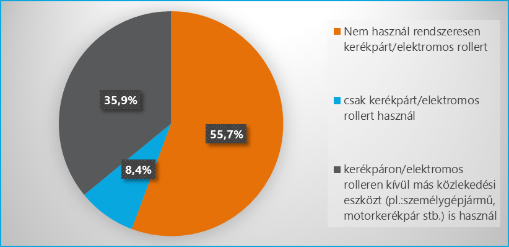 35,9%
55,7%
8,4%
Nem használ rendszeresen
kerékpárt/elektromos rollert
csak kerékpárt/elektromos
rollert használ
kerékpáron/elektromos
rolleren kívül más közlekedési
eszközt (pl.:személygépjármű,
motorkerékpár stb.) is használ